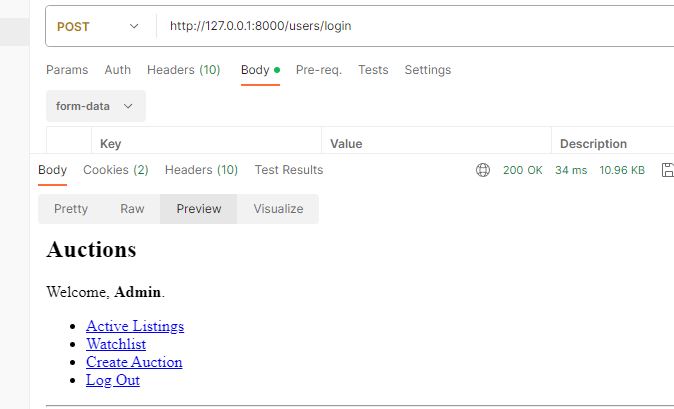 POST http://127.0.0.1:8000/users/login
Params Auth Headers (10) Body Pre-req. Tests Settings
form-data
Key Value Description
Body Cookies (2) Headers (10) Test Results 200 OK 34 ms 10.96 KB
Pretty Raw Preview Visualize
Auctions
Welcome, Admin.
Active Listings
Watchlist
Create Auction
Log Out